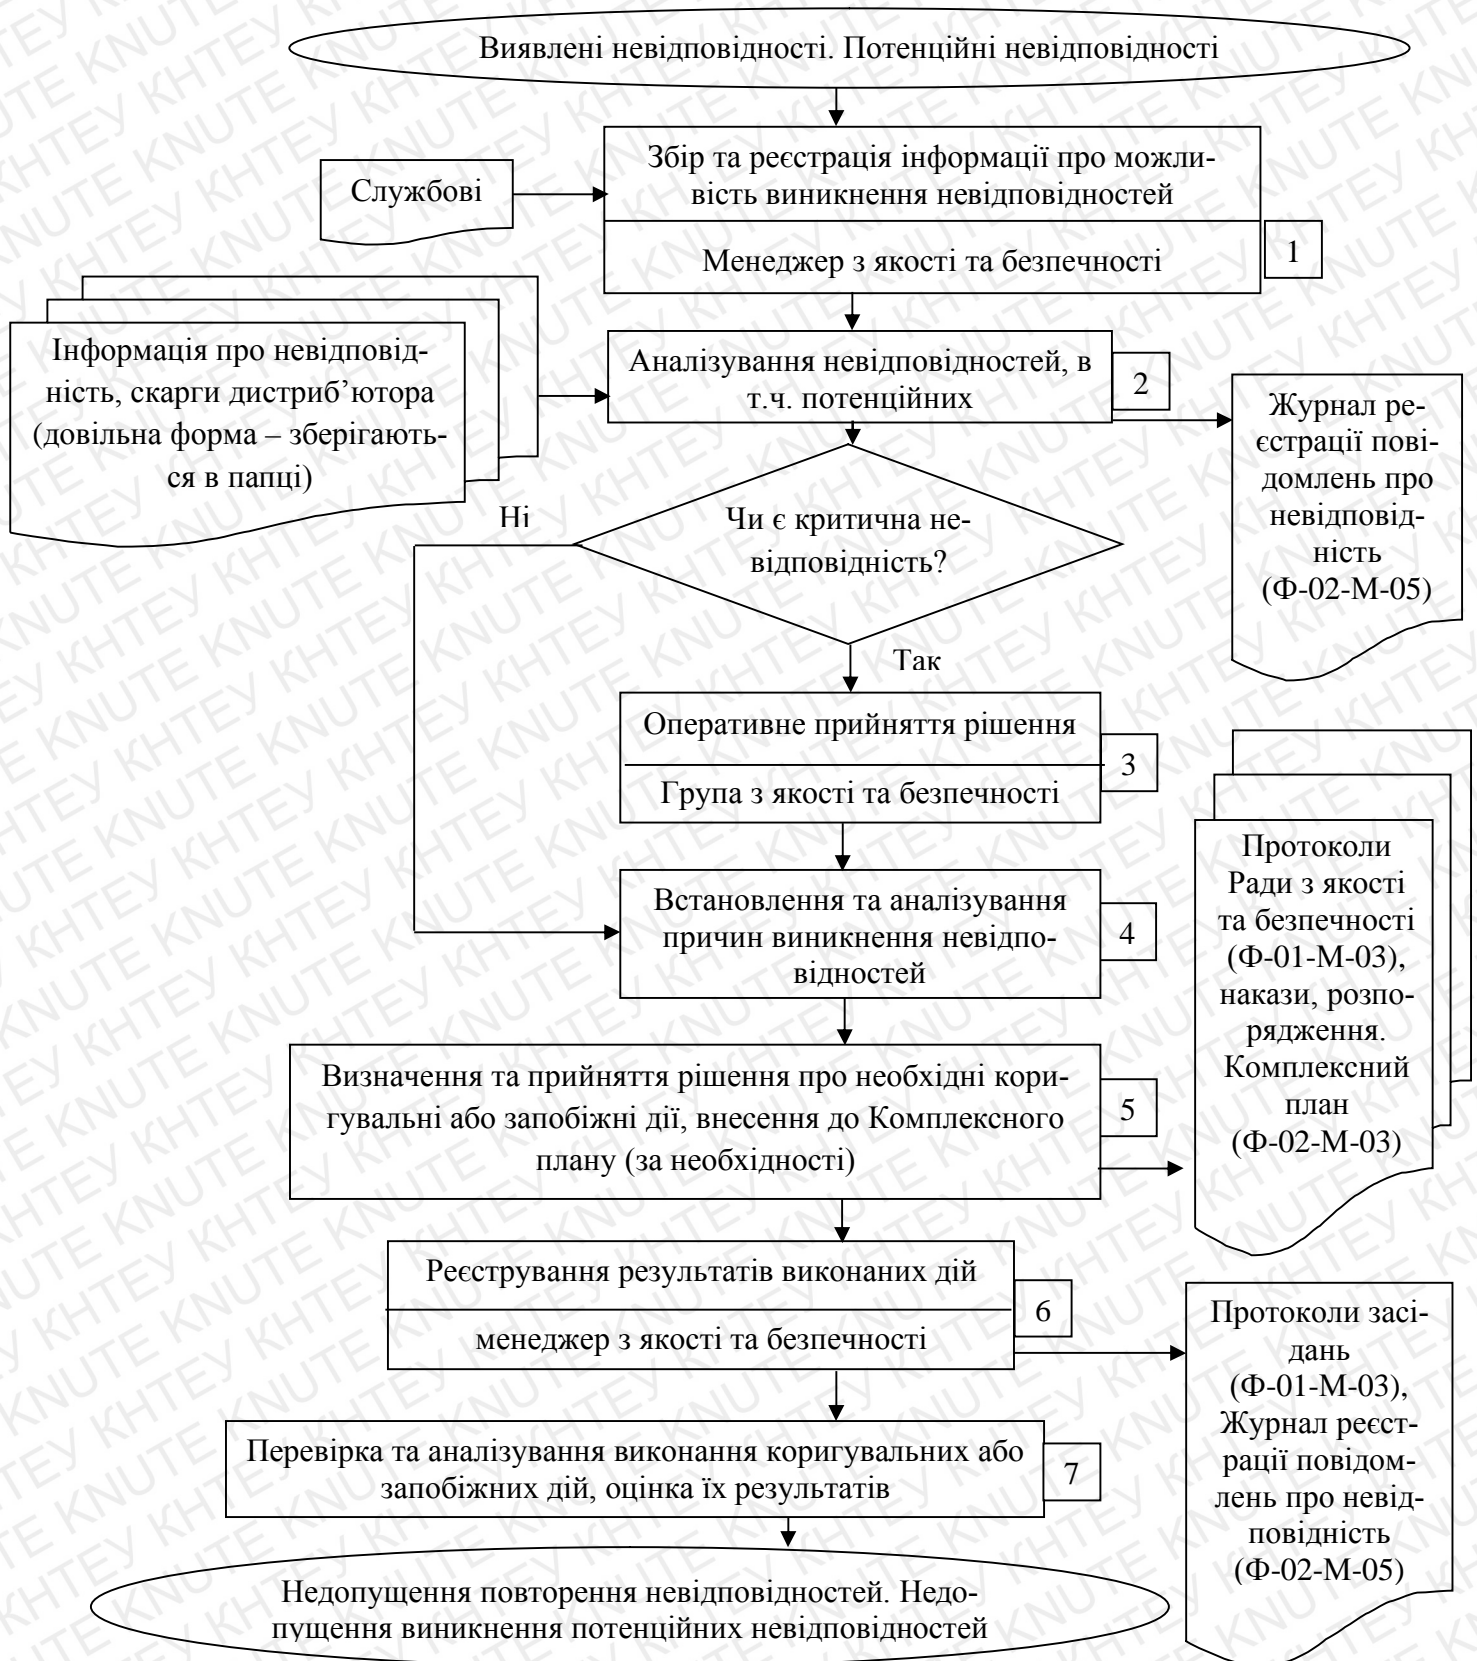 Виявлені невідповідності. Потенційні невідповідності
Збір та реєстрація інформації про можли-
вість виникнення невідповідностей
Службові
Менеджер з якості та безпечності
1
Інформація про невідповід-
ність, скарги дистриб’ютора
(довільна форма – зберігають-
ся в папці)
Аналізування невідповідностей, в
т.ч. потенційних
2
Журнал ре-
єстрації пові-
домлень про
невідповід-
ність
(Ф-02-М-05)
Чи є критична не-
відповідність?
Ні
Так
Оперативне прийняття рішення
Група з якості та безпечності
3
Встановлення та аналізування
причин виникнення невідпо-
відностей
4
Протоколи
Ради з якості
та безпечності
(Ф-01-М-03),
накази, розпо-
рядження.
Комплексний
план
(Ф-02-М-03)
Визначення та прийняття рішення про необхідні кори-
гувальні або запобіжні дії, внесення до Комплексного
плану (за необхідності)
5
Реєстрування результатів виконаних дій
менеджер з якості та безпечності
6
Протоколи засі-
дань
(Ф-01-М-03),
Журнал реєст-
рації повідом-
лень про невід-
повідність
(Ф-02-М-05)
Перевірка та аналізування виконання коригувальних або
запобіжних дій, оцінка їх результатів
7
Недопущення повторення невідповідностей. Недо-
пущення виникнення потенційних невідповідностей